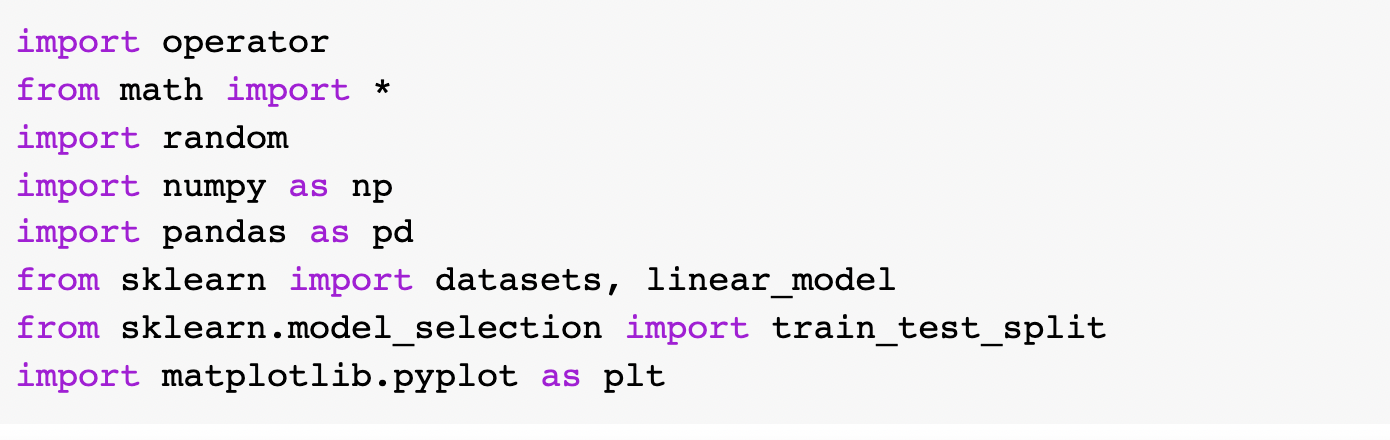 import operator
from math import *
import random
import numpy as np
import pandas as pd
from sklearn import datasets, linear_model
from sklearn.model_selection import train_test_split
import matplotlib.pyplot as plt